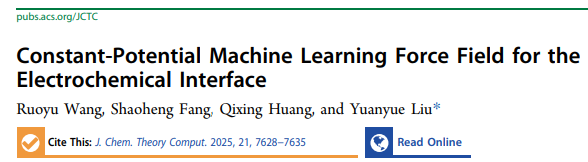 pubs.acs.org/JCTC
Constant-Potential Machine Learning Force Field for the
Electrochemical Interface
Ruoyu Wang, Shaoheng Fang, Qixing Huang, and Yuanyue Liu*
Cite This: J. Chem. Theory Comput. 2025, 21, 7628−7635
Read Online